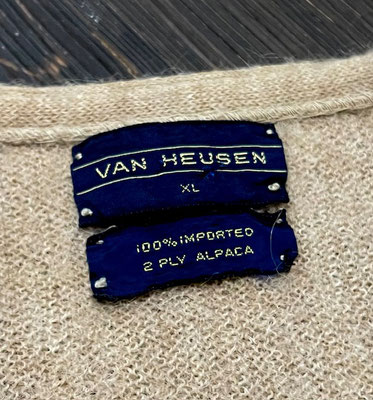 VAN HEUSEN
XL
100% IMPORTED
2 PLY ALPACA